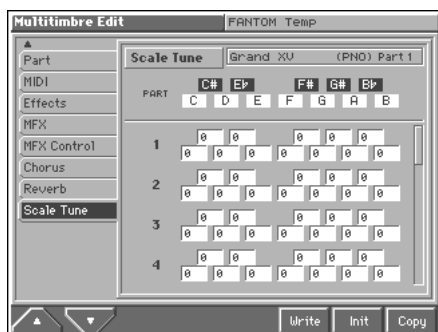 Multitimbre Edit FANTOM Temp
Part
MIDI
Effects
MFX
MFX Control
Chorus
Reverb
Scale Tune
Scale Tune Grand XV (PNO) Part 1
C# E♭ F# G# B♭
PART C D E F G A B
0 0 0 0 0
1 0 0 0 0 0 0 0
0 0 0 0 0
2 0 0 0 0 0 0 0
0 0 0 0 0
3 0 0 0 0 0 0 0
0 0 0 0 0
4 0 0 0 0 0 0 0
Write Init Copy